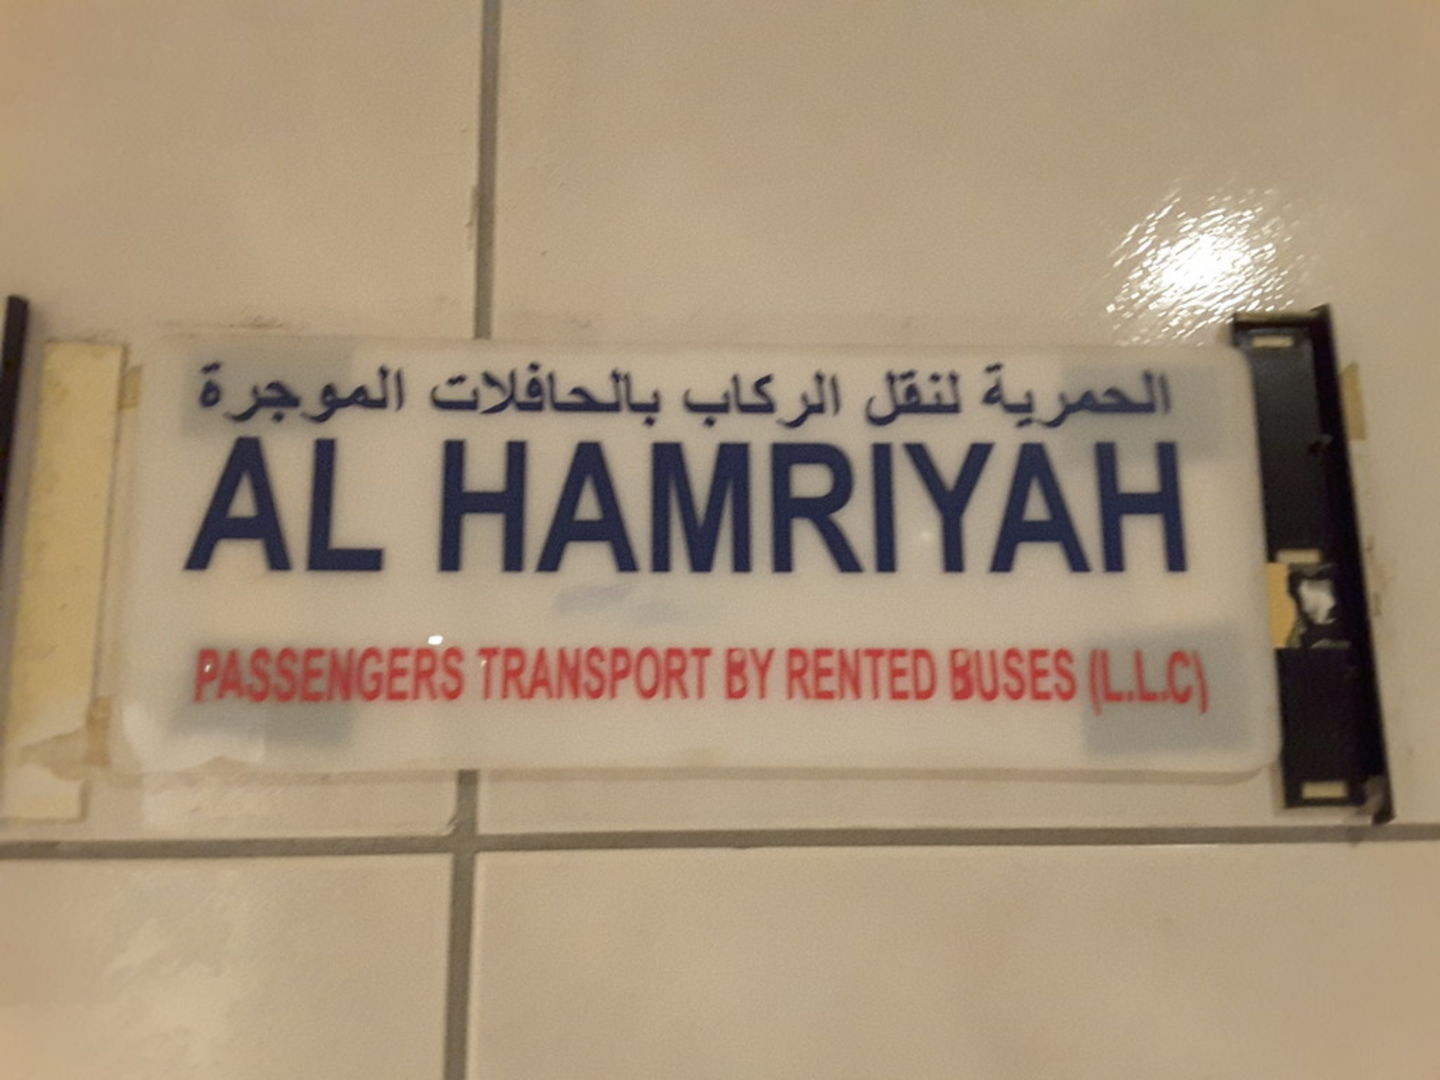 الحمرية لنقل الركاب بالحافلات الموجرة
AL HAMRIYAH
PASSENGERS TRANSPORT BY RENTED BUSES (L.L.C)